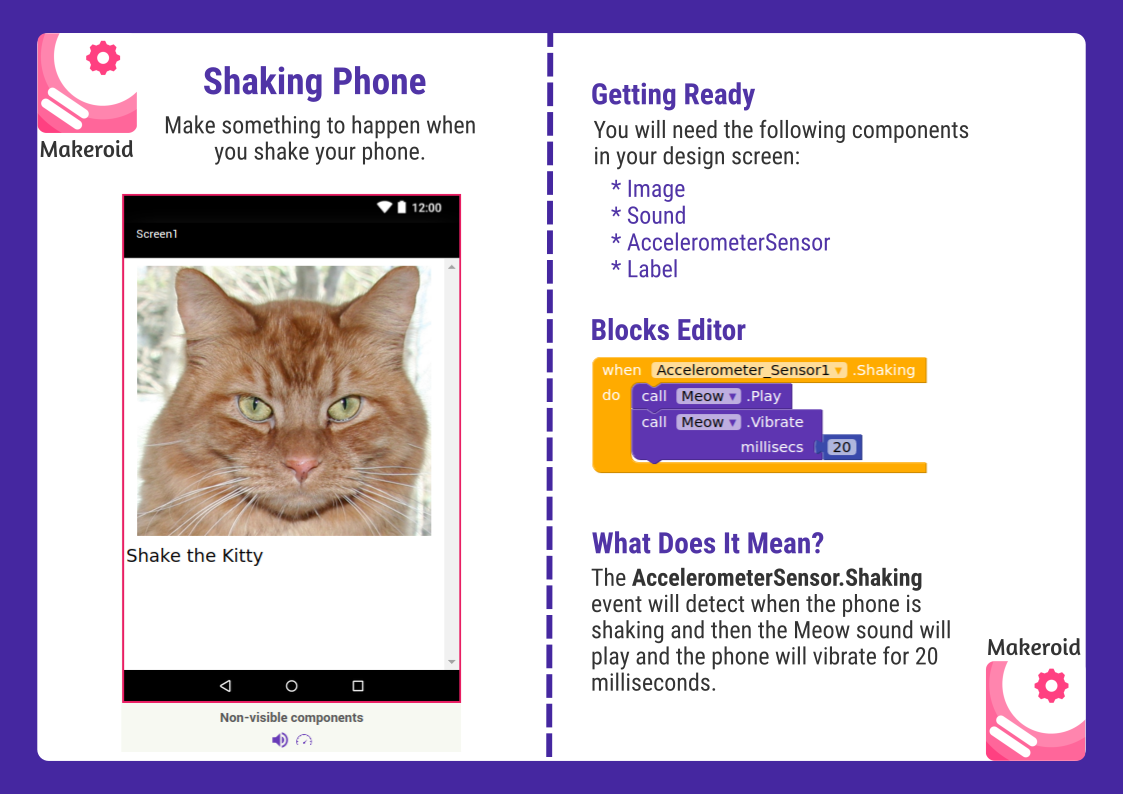 Makeroid
Shaking Phone
Make something to happen when
you shake your phone.
12:00
Screen1
Shake the Kitty
Non-visible components
Getting Ready
You will need the following components
in your design screen:
* Image
* Sound
* AccelerometerSensor
* Label
Blocks Editor
when Accelerometer_Sensor1 .Shaking
do call Meow .Play
call Meow .Vibrate
millisecs 20
What Does It Mean?
The AccelerometerSensor.Shaking
event will detect when the phone is
shaking and then the Meow sound will
play and the phone will vibrate for 20
milliseconds.
Makeroid